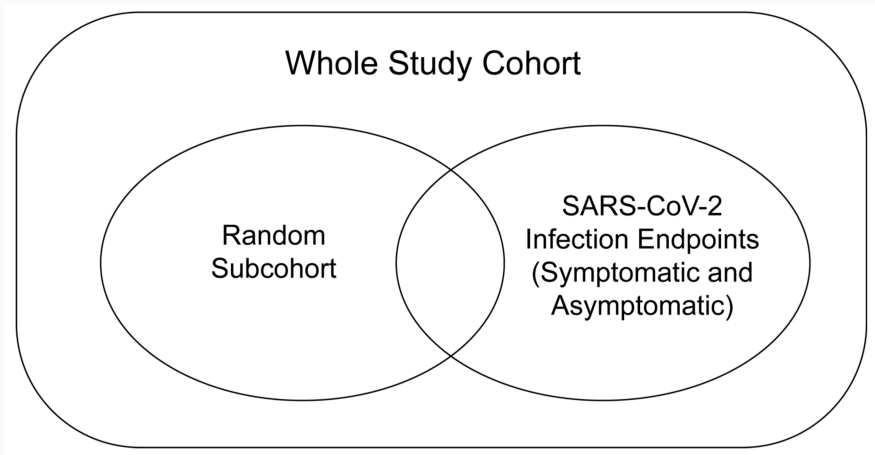 Whole Study Cohort
Random
Subcohort
SARS-CoV-2
Infection Endpoints
(Symptomatic and
Asymptomatic)